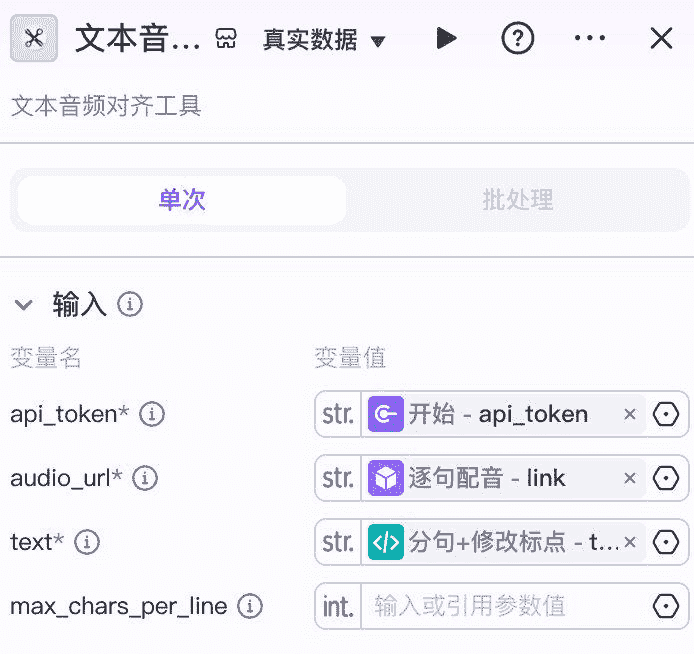 文本音... 真实数据
文本音频对齐工具
单次 批处理
输入
变量名 变量值
api_token* str. 开始 - api_token
audio_url* str. 逐句配音 - link
text* str. 分句+修改标点 - t...
max_chars_per_line int. 输入或引用参数值